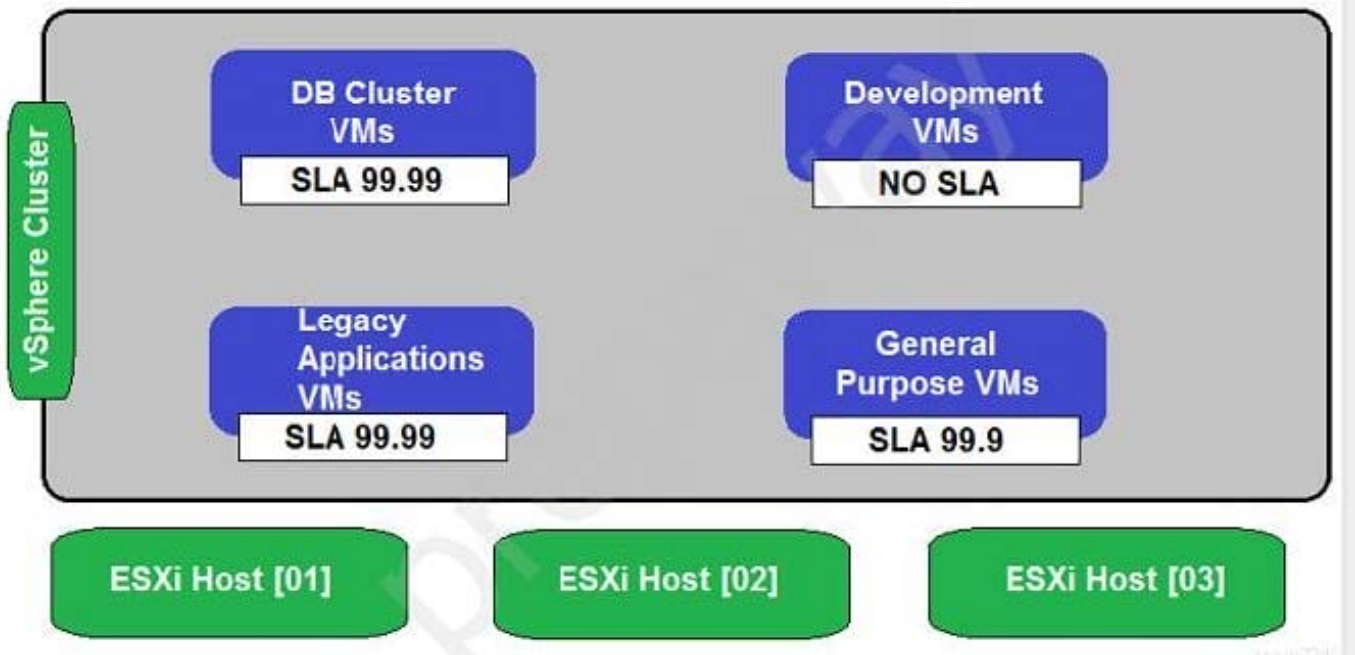 vSphere Cluster
DB Cluster
VMs
SLA 99.99
Development
VMs
NO SLA
Legacy
Applications
VMs
SLA 99.99
General
Purpose VMs
SLA 99.9
ESXi Host [01]
ESXi Host [02]
ESXi Host [03]